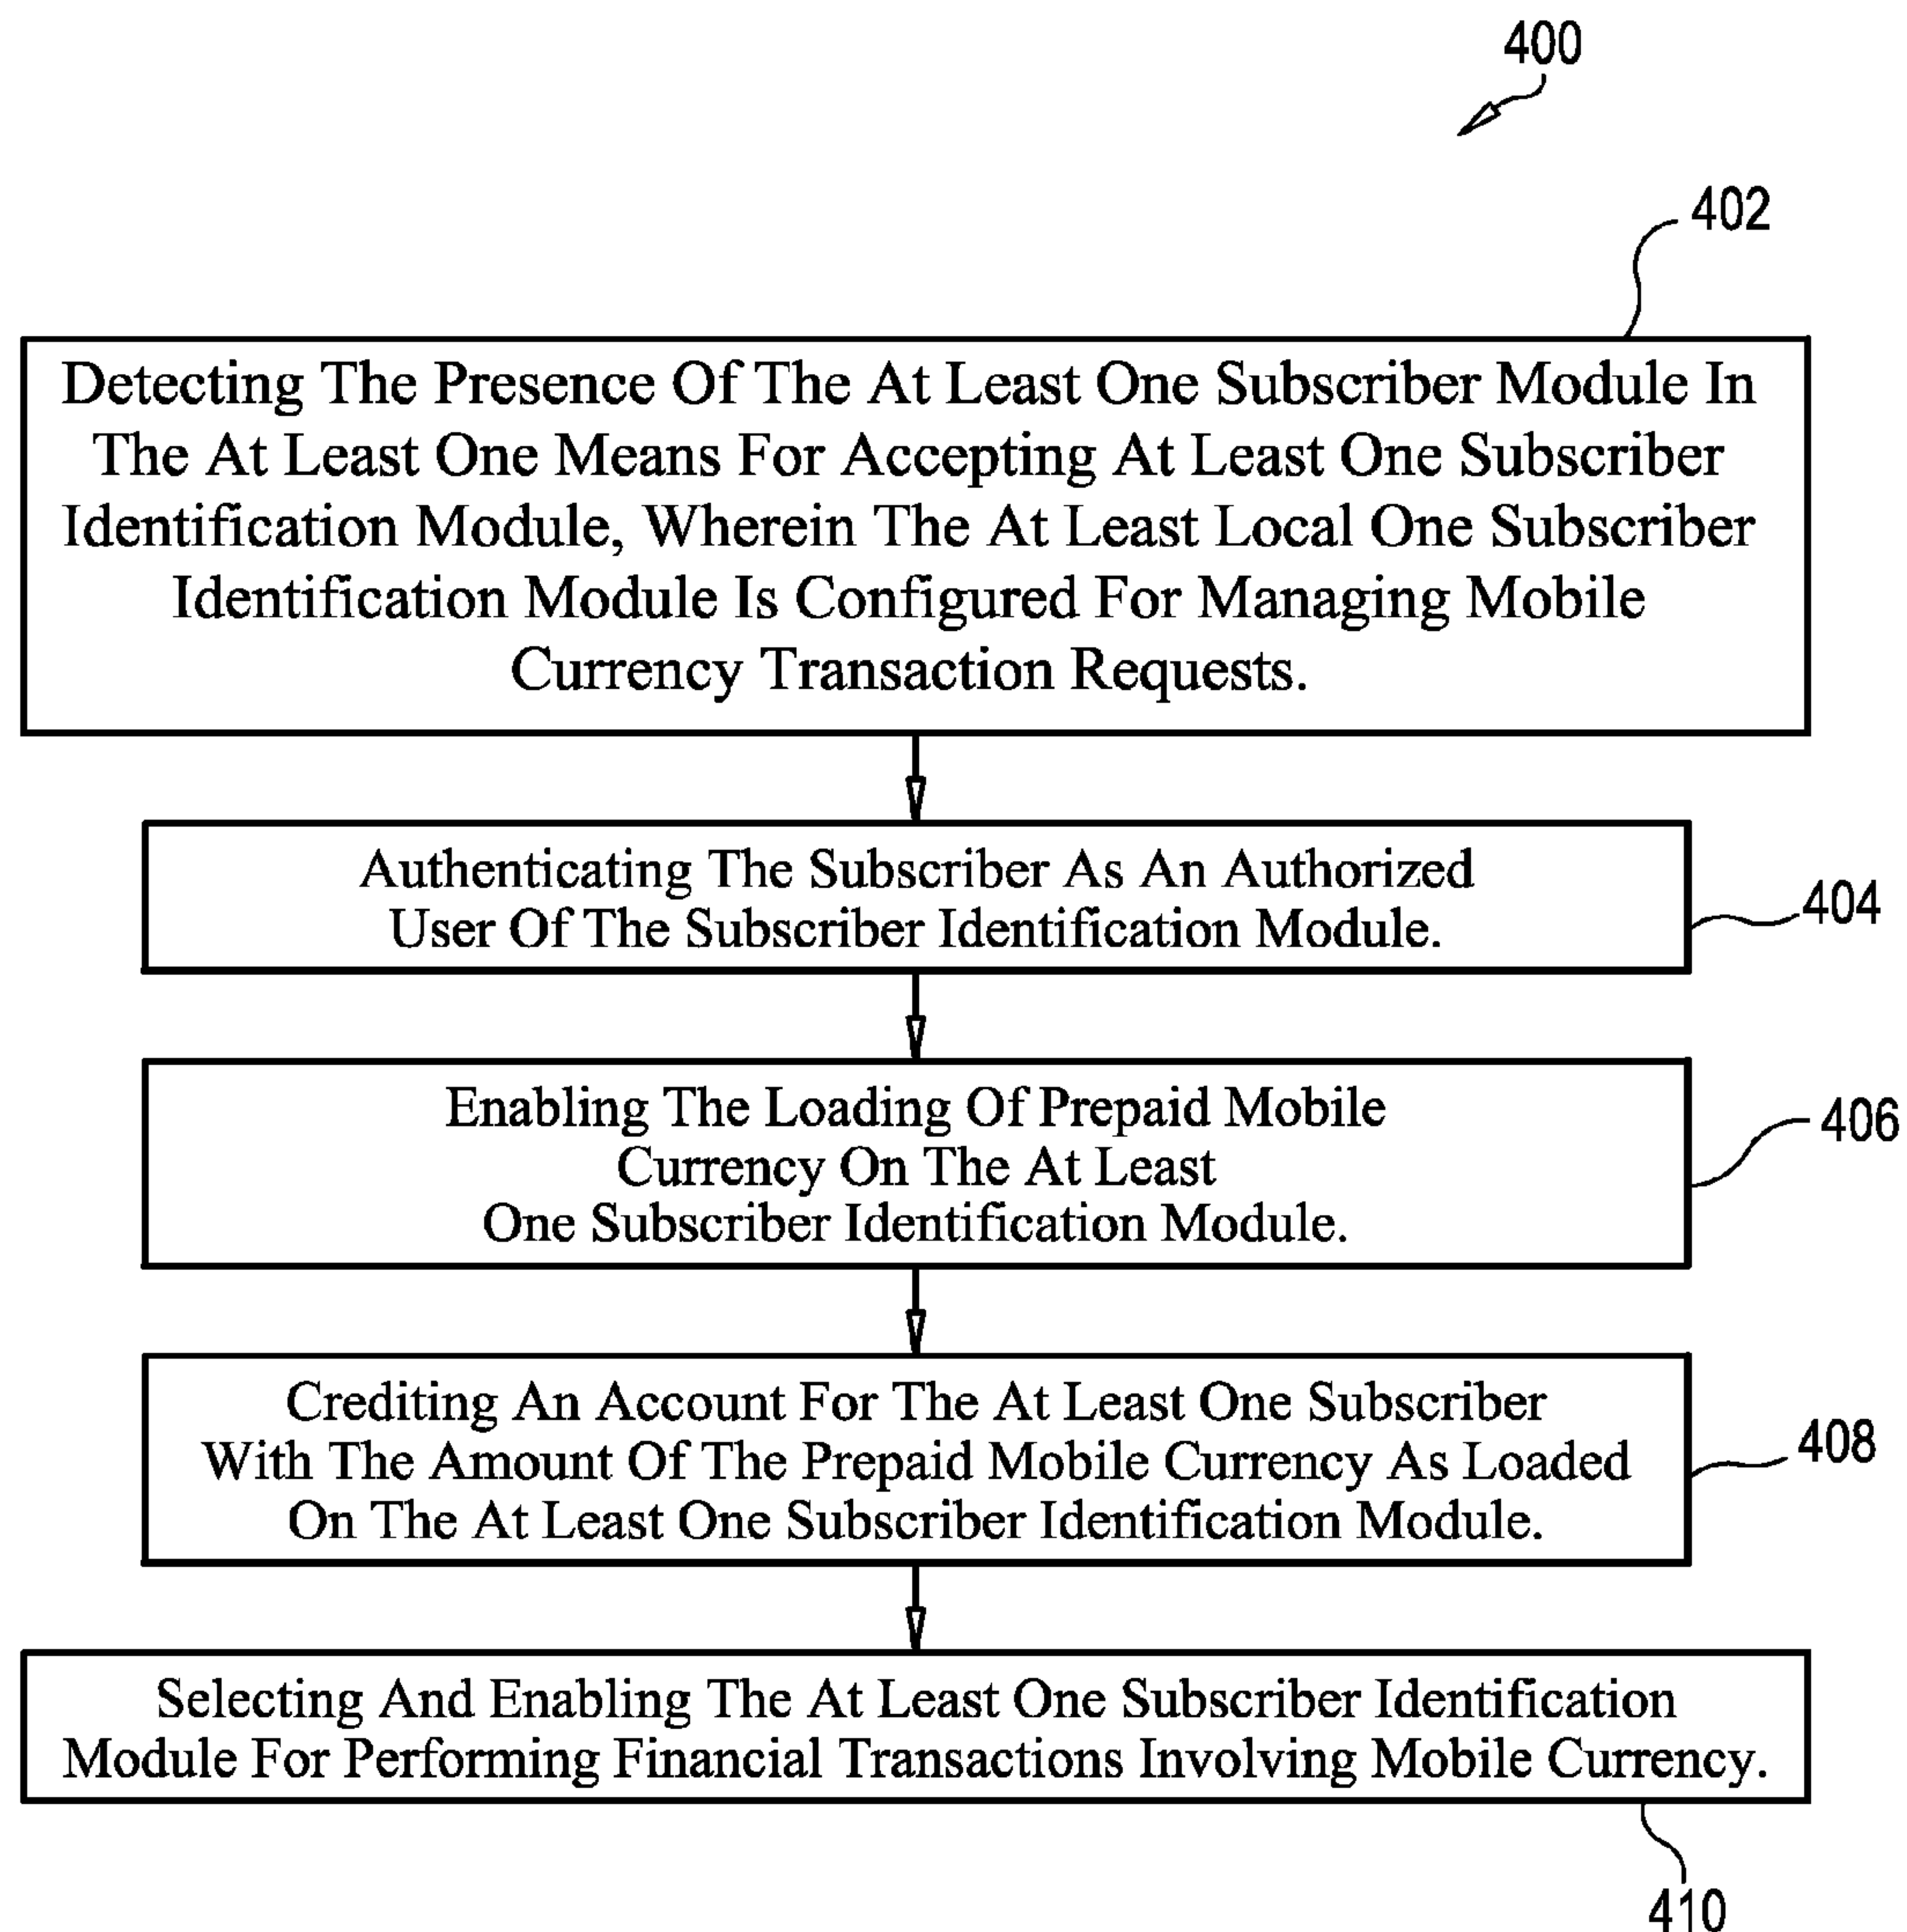 400
402
Detecting The Presence Of The At Least One Subscriber Module In
The At Least One Means For Accepting At Least One Subscriber
Identification Module, Wherein The At Least Local One Subscriber
Identification Module Is Configured For Managing Mobile
Currency Transaction Requests.
Authenticating The Subscriber As An Authorized
User Of The Subscriber Identification Module.
404
Enabling The Loading Of Prepaid Mobile
Currency On The At Least
One Subscriber Identification Module.
406
Crediting An Account For The At Least One Subscriber
With The Amount Of The Prepaid Mobile Currency As Loaded
On The At Least One Subscriber Identification Module.
408
Selecting And Enabling The At Least One Subscriber Identification
Module For Performing Financial Transactions Involving Mobile Currency.
410